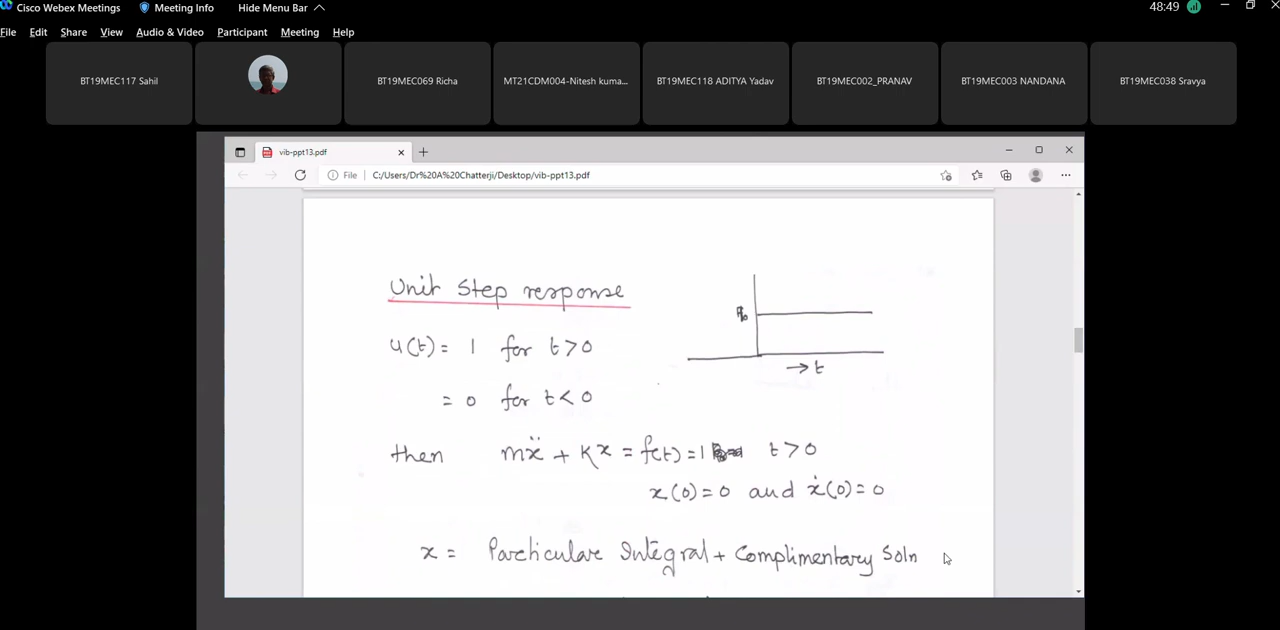 Cisco Webex Meetings Meeting Info Hide Menu Bar 48:49
File Edit Share View Audio & Video Participant Meeting Help
BT19MEC117 Sahil BT19MEC069 Richa MT21CDM004-Nitesh kuma... BT19MEC118 ADITYA Yadav BT19MEC002_PRANAV BT19MEC003 NANDANA BT19MEC038 Sravya
vib-ppt13.pdf
File C:/Users/Dr%20A%20Chatterji/Desktop/vib-ppt13.pdf
Unit Step response
u(t) = 1 for t > 0
→ t
= 0 for t < 0
then mẍ + Kx = f(t) = 1 t > 0
x(0) = 0 and ẋ(0) = 0
x = Particular Integral + Complimentary Soln